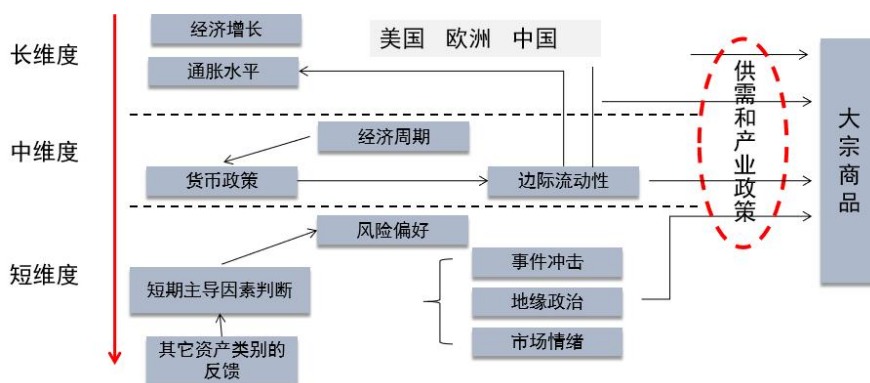 长维度
经济增长
通胀水平
美国 欧洲 中国
中维度
经济周期
货币政策
边际流动性
短维度
风险偏好
短期主导因素判断
其它资产类别的
反馈
事件冲击
地缘政治
市场情绪
供需和产业政策
大宗商品